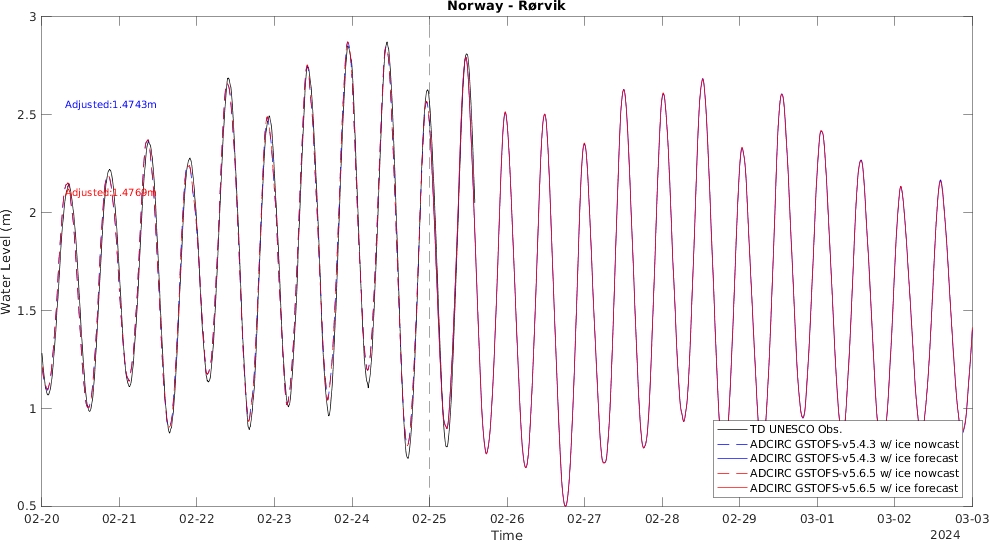 Norway - Rørvik
3
2.5
2
1.5
1
0.5
Water Level (m)
Adjusted:1.4743m
Adjusted:1.4769m
TD UNESCO Obs.
ADCIRC GSTOFS-v5.4.3 w/ ice nowcast
ADCIRC GSTOFS-v5.4.3 w/ ice forecast
ADCIRC GSTOFS-v5.6.5 w/ ice nowcast
ADCIRC GSTOFS-v5.6.5 w/ ice forecast
02-20 02-21 02-22 02-23 02-24 02-25 02-26 02-27 02-28 02-29 03-01 03-02 03-03
Time
2024